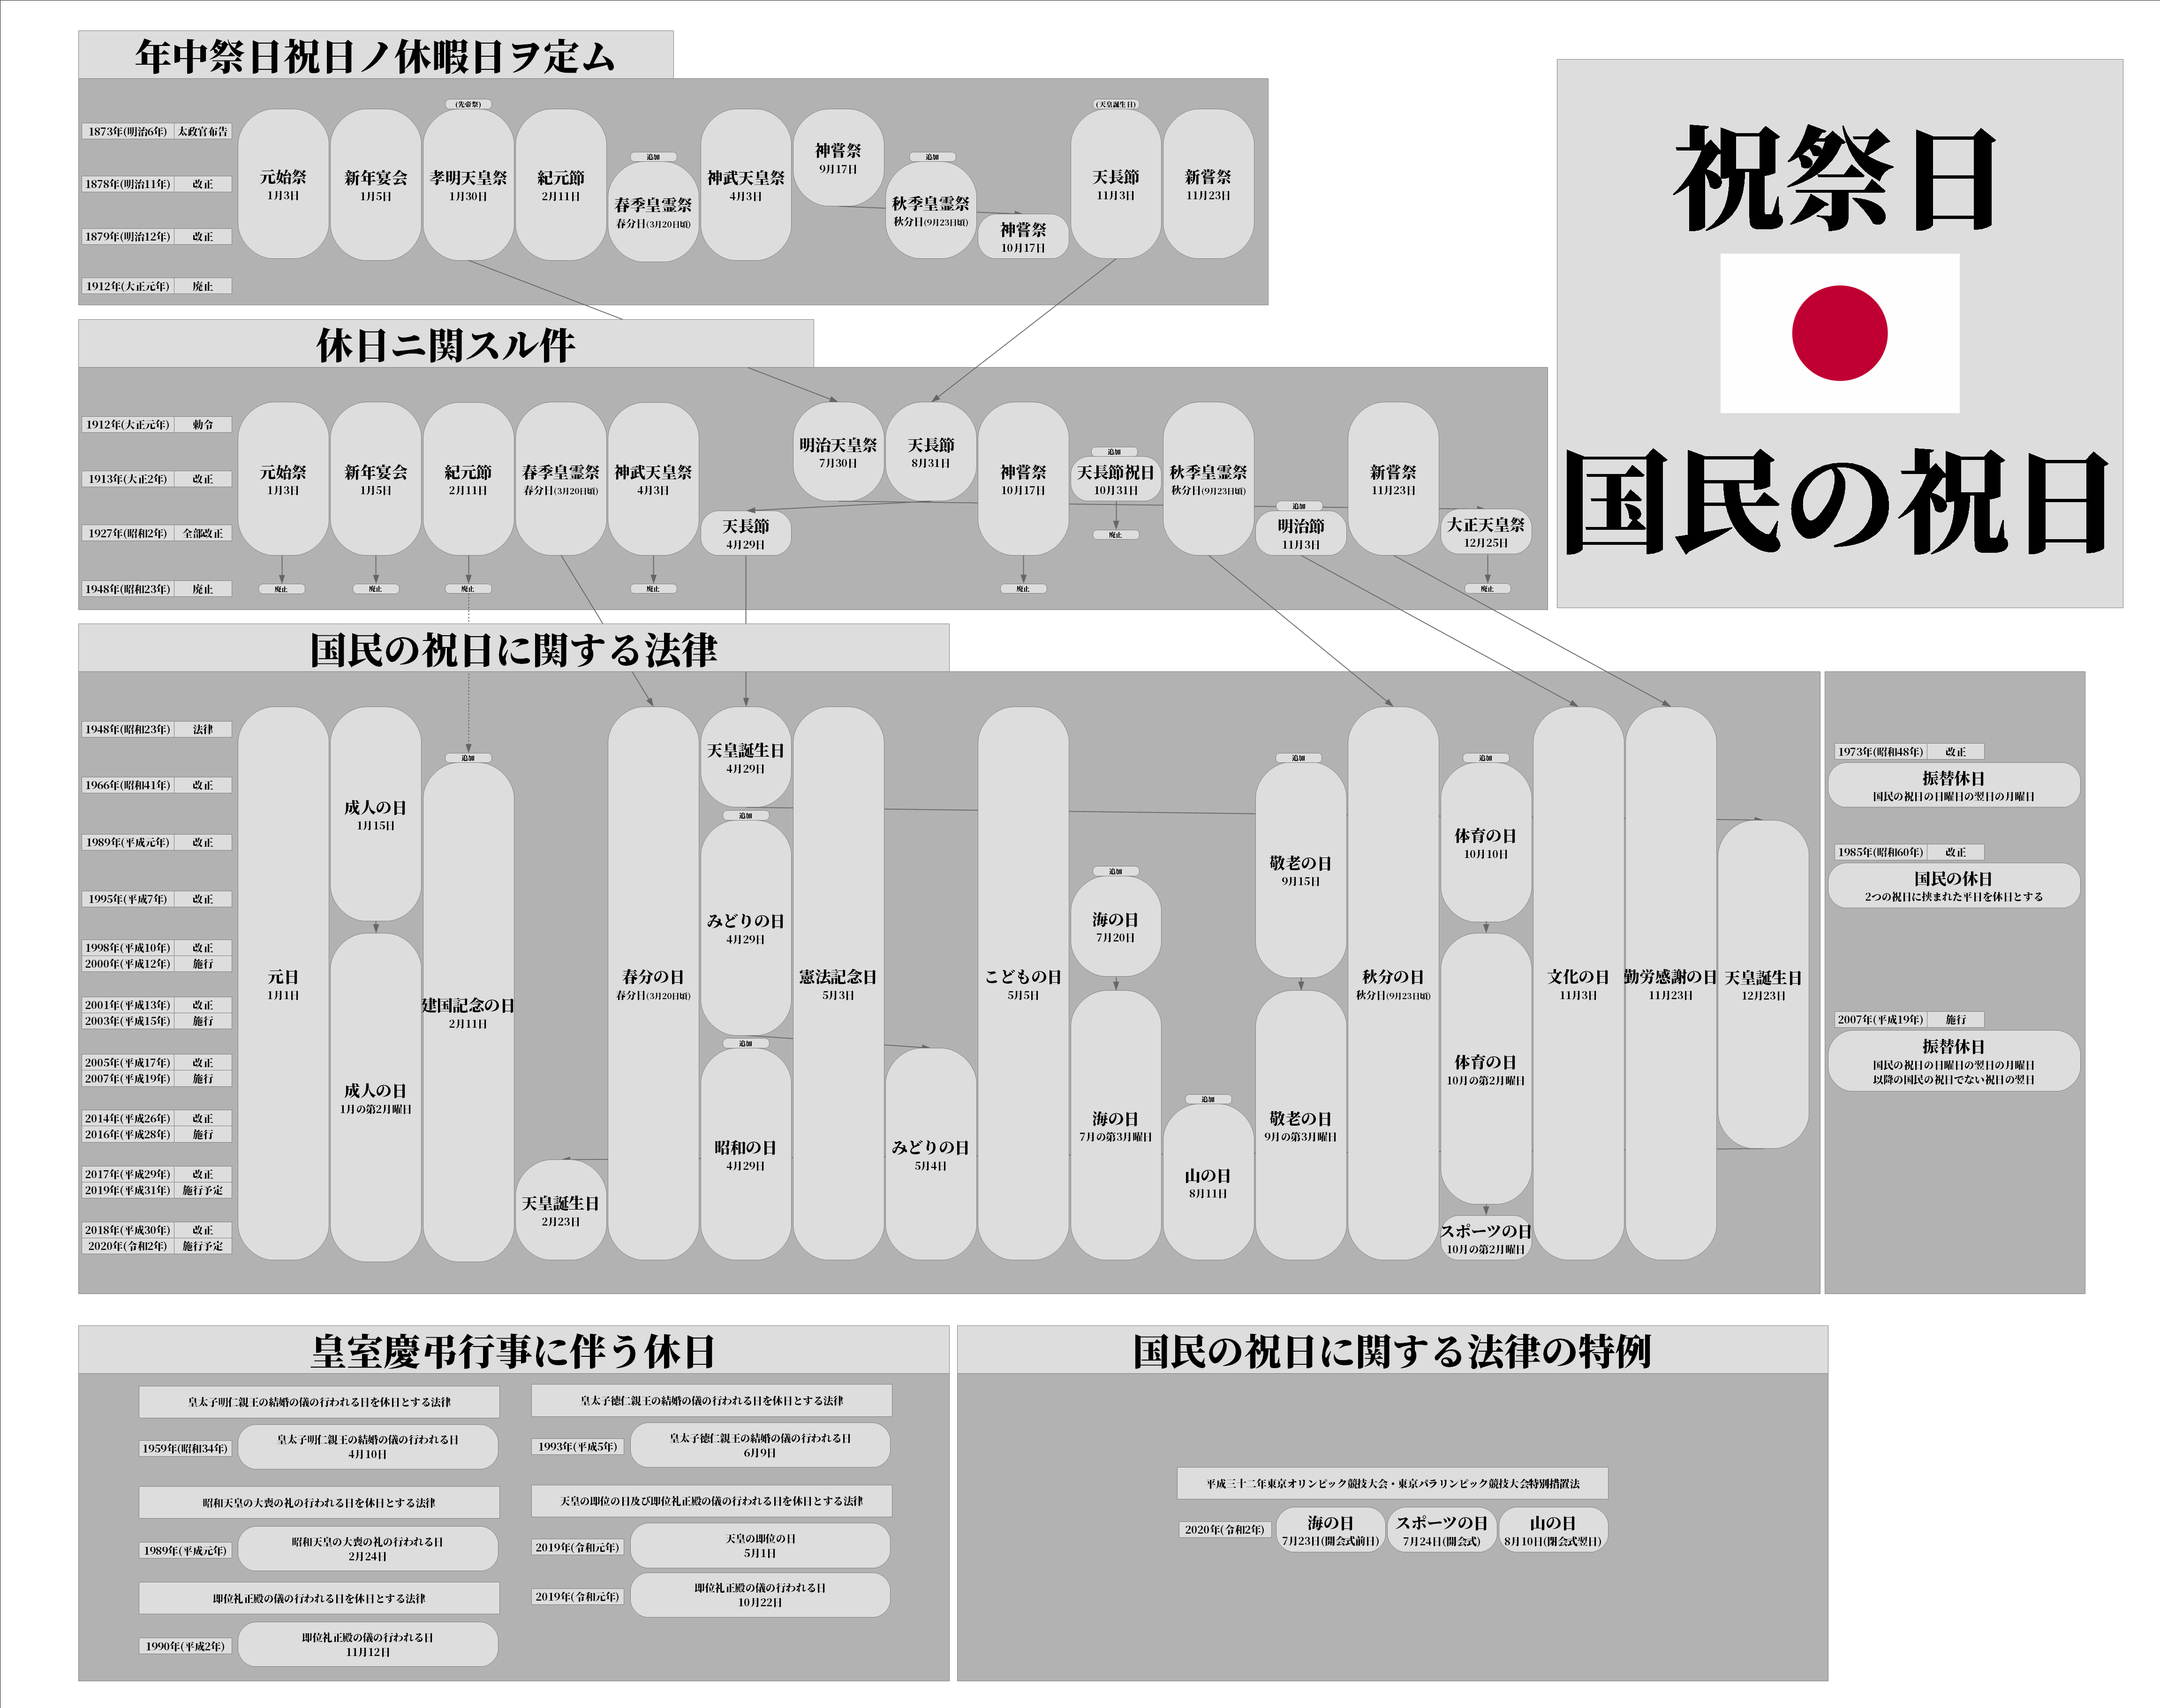 年中祭日祝日ノ休暇日ヲ定ム
1873年(明治6年) 太政官布告
1878年(明治11年) 改正
1879年(明治12年) 改正
1912年(大正元年) 廃止
元始祭
1月3日
新年宴会
1月5日
(先帝祭)
孝明天皇祭
1月30日
紀元節
2月11日
追加
春季皇霊祭
春分日(3月20日頃)
神武天皇祭
4月3日
神嘗祭
9月17日
追加
秋季皇霊祭
秋分日(9月23日頃)
神嘗祭
10月17日
(天皇誕生日)
天長節
11月3日
新嘗祭
11月23日
祝祭日
国民の祝日
休日ニ関スル件
1912年(大正元年) 勅令
1913年(大正2年) 改正
1927年(昭和2年) 全部改正
1948年(昭和23年) 廃止
元始祭
1月3日
廃止
新年宴会
1月5日
廃止
紀元節
2月11日
廃止
春季皇霊祭
春分日(3月20日頃)
神武天皇祭
4月3日
廃止
天長節
4月29日
明治天皇祭
7月30日
天長節
8月31日
神嘗祭
10月17日
廃止
追加
天長節祝日
10月31日
廃止
秋季皇霊祭
秋分日(9月23日頃)
追加
明治節
11月3日
新嘗祭
11月23日
大正天皇祭
12月25日
廃止
国民の祝日に関する法律
1948年(昭和23年) 法律
1966年(昭和41年) 改正
1989年(平成元年) 改正
1995年(平成7年) 改正
1998年(平成10年) 改正
2000年(平成12年) 施行
2001年(平成13年) 改正
2003年(平成15年) 施行
2005年(平成17年) 改正
2007年(平成19年) 施行
2014年(平成26年) 改正
2016年(平成28年) 施行
2017年(平成29年) 改正
2019年(平成31年) 施行予定
2018年(平成30年) 改正
2020年(令和2年) 施行予定
元日
1月1日
成人の日
1月15日
成人の日
1月の第2月曜日
追加
建国記念の日
2月11日
天皇誕生日
2月23日
春分の日
春分日(3月20日頃)
天皇誕生日
4月29日
追加
みどりの日
4月29日
追加
昭和の日
4月29日
憲法記念日
5月3日
みどりの日
5月4日
こどもの日
5月5日
追加
海の日
7月20日
海の日
7月の第3月曜日
追加
山の日
8月11日
追加
敬老の日
9月15日
敬老の日
9月の第3月曜日
秋分の日
秋分日(9月23日頃)
追加
体育の日
10月10日
体育の日
10月の第2月曜日
スポーツの日
10月の第2月曜日
文化の日
11月3日
勤労感謝の日
11月23日
天皇誕生日
12月23日
1973年(昭和48年) 改正
振替休日
国民の祝日の日曜日の翌日の月曜日
1985年(昭和60年) 改正
国民の休日
2つの祝日に挟まれた平日を休日とする
2007年(平成19年) 施行
振替休日
国民の祝日の日曜日の翌日の月曜日
以降の国民の祝日でない祝日の翌日
皇室慶弔行事に伴う休日
皇太子明仁親王の結婚の儀の行われる日を休日とする法律
1959年(昭和34年)
皇太子明仁親王の結婚の儀の行われる日
4月10日
昭和天皇の大喪の礼の行われる日を休日とする法律
1989年(平成元年)
昭和天皇の大喪の礼の行われる日
2月24日
即位礼正殿の儀の行われる日を休日とする法律
1990年(平成2年)
即位礼正殿の儀の行われる日
11月12日
皇太子徳仁親王の結婚の儀の行われる日を休日とする法律
1993年(平成5年)
皇太子徳仁親王の結婚の儀の行われる日
6月9日
天皇の即位の日及び即位礼正殿の儀の行われる日を休日とする法律
2019年(令和元年)
天皇の即位の日
5月1日
2019年(令和元年)
即位礼正殿の儀の行われる日
10月22日
国民の祝日に関する法律の特例
平成三十二年東京オリンピック競技大会・東京パラリンピック競技大会特別措置法
2020年(令和2年)
海の日
7月23日(開会式前日)
スポーツの日
7月24日(開会式)
山の日
8月10日(閉会式翌日)